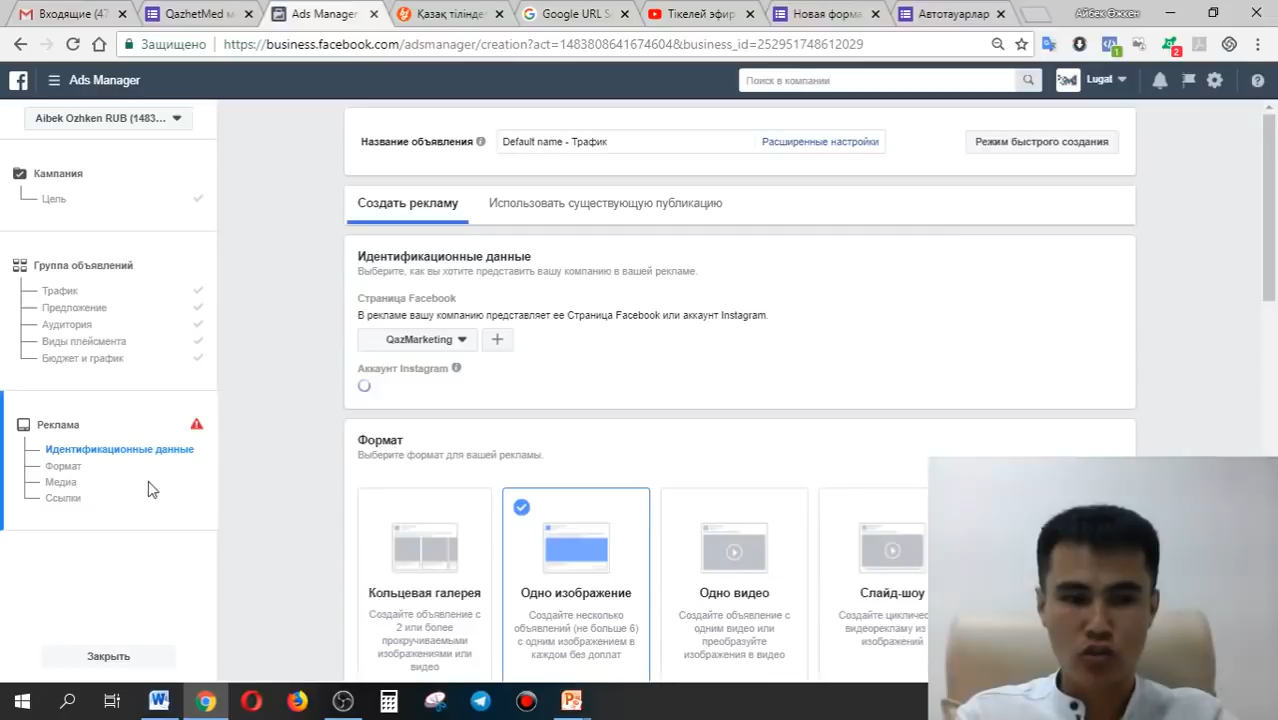 Входящие (47
QazhetMed м
Ads Manager
Қазақ тілінде
Google URL S
Тікелей эфир
Новая форма
Автотауарлар
Айбек Өжкен
Защищено
https://business.facebook.com/adsmanager/creation?act=1483808641674604&business_id=252951748612029
1
2
Ads Manager
Поиск в компании
Lugat
Aibek Ozhken RUB (1483...
Название объявления
Default name - Трафик
Расширенные настройки
Режим быстрого создания
Кампания
Цель
Создать рекламу
Использовать существующую публикацию
Группа объявлений
Трафик
Предложение
Аудитория
Виды плейсмента
Бюджет и график
Идентификационные данные
Выберите, как вы хотите представить вашу компанию в вашей рекламе.
Страница Facebook
В рекламе вашу компанию представляет ее Страница Facebook или аккаунт Instagram.
QazMarketing
Аккаунт Instagram
Реклама
Идентификационные данные
Формат
Медиа
Ссылки
Формат
Выберите формат для вашей рекламы.
Кольцевая галерея
Создайте объявление с
2 или более
прокручиваемыми
изображениями или
видео
Одно изображение
Создайте несколько
объявлений (не больше 6)
с одним изображением в
каждом без доплат
Одно видео
Создайте объявление с
одним видео или
преобразуйте
изображения в видео
Слайд-шоу
Создайте цикличес
видеорекламу из
изображений
Закрыть